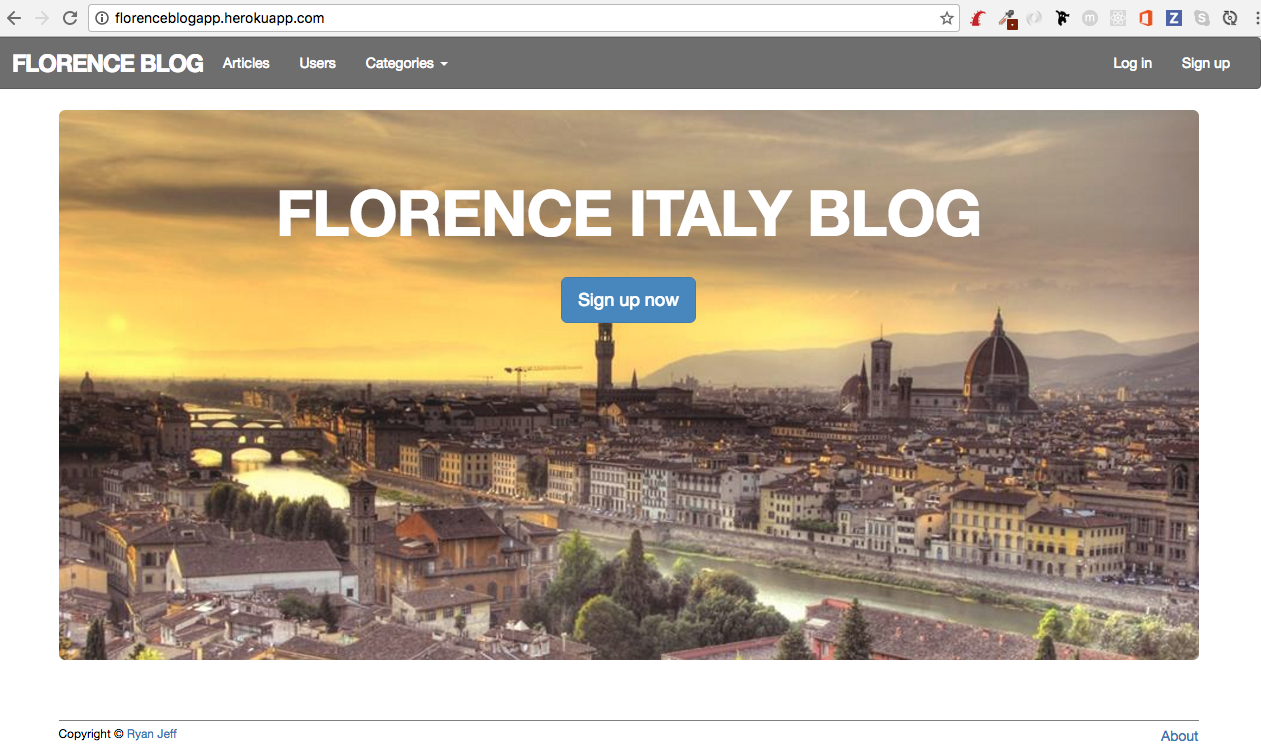 florenceblogapp.herokuapp.com
FLORENCE BLOG Articles Users Categories Log in Sign up
FLORENCE ITALY BLOG
Sign up now
Copyright © Ryan Jeff About